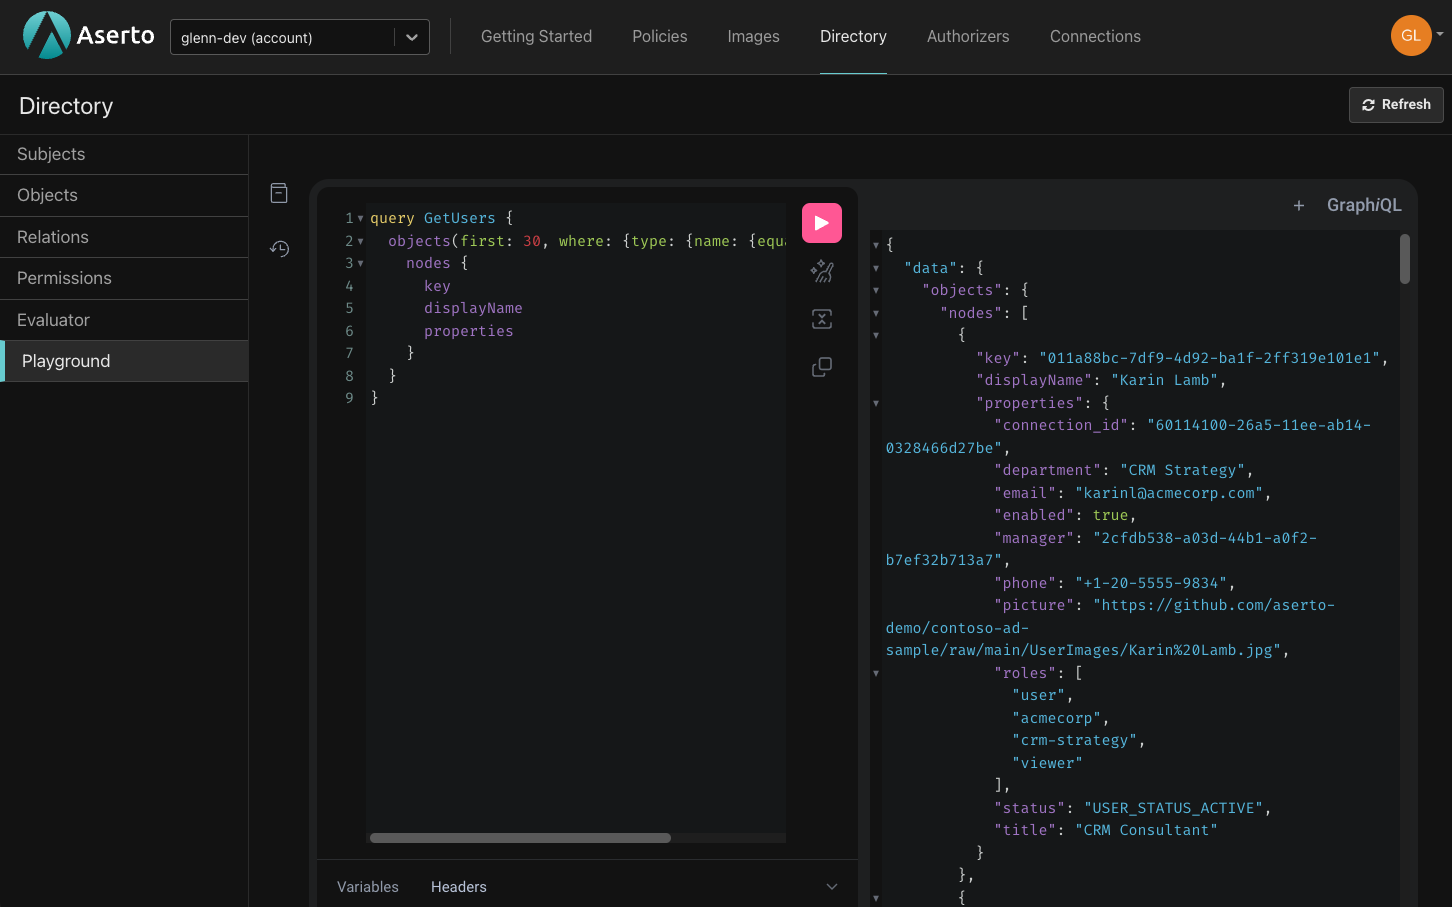 Aserto
glenn-dev (account)
Getting Started
Policies
Images
Directory
Authorizers
Connections
GL
Directory
Refresh
Subjects
Objects
Relations
Permissions
Evaluator
Playground
1 query GetUsers {
2 objects(first: 30, where: {type: {name: {equa
3 nodes {
4 key
5 displayName
6 properties
7 }
8 }
9 }
Variables
Headers
+ GraphiQL
{
"data": {
"objects": {
"nodes": [
{
"key": "011a88bc-7df9-4d92-ba1f-2ff319e101e1",
"displayName": "Karin Lamb",
"properties": {
"connection_id": "60114100-26a5-11ee-ab14-
0328466d27be",
"department": "CRM Strategy",
"email": "karinl@acmecorp.com",
"enabled": true,
"manager": "2cfdb538-a03d-44b1-a0f2-
b7ef32b713a7",
"phone": "+1-20-5555-9834",
"picture": "https://github.com/aserto-
demo/contoso-ad-
sample/raw/main/UserImages/Karin%20Lamb.jpg",
"roles": [
"user",
"acmecorp",
"crm-strategy",
"viewer"
],
"status": "USER_STATUS_ACTIVE",
"title": "CRM Consultant"
}
},
{